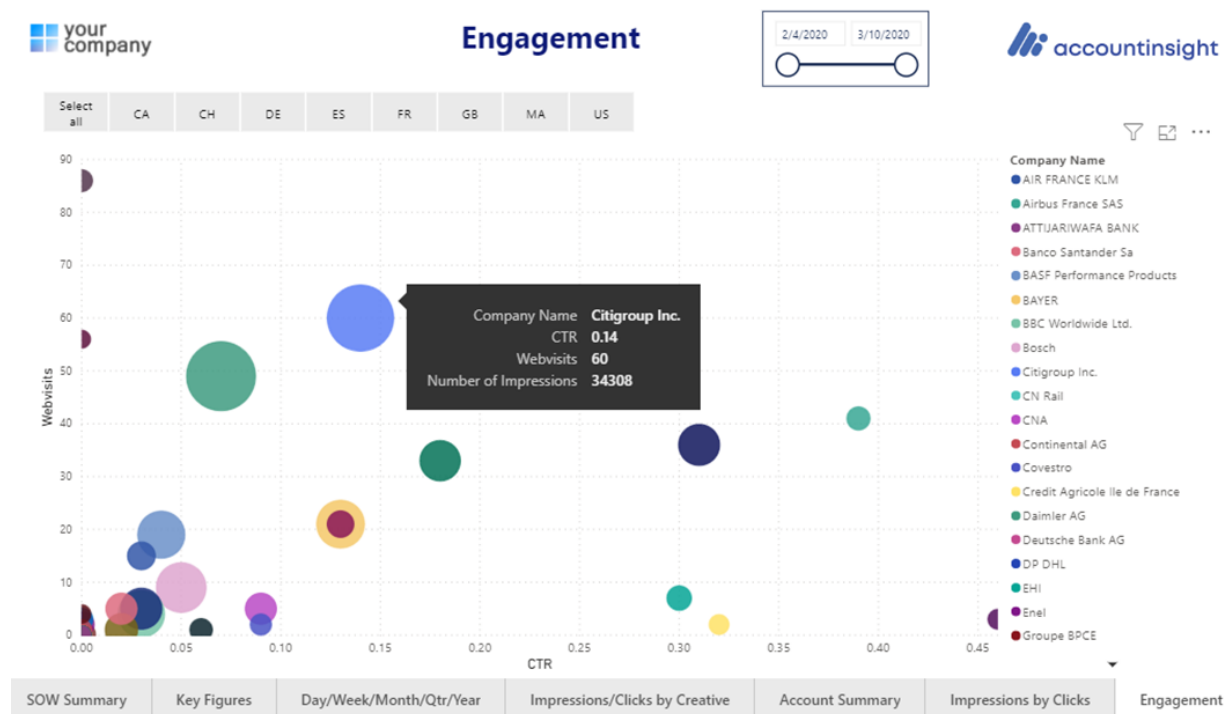 your
company
Engagement
2/4/2020 3/10/2020
accountinsight
Select
all
CA CH DE ES FR GB MA US
Company Name
AIR FRANCE KLM
Airbus France SAS
ATTIJARIWAFA BANK
Banco Santander Sa
BASF Performance Products
BAYER
BBC Worldwide Ltd.
Bosch
Citigroup Inc.
CN Rail
CNA
Continental AG
Covestro
Credit Agricole Ile de France
Daimler AG
Deutsche Bank AG
DP DHL
EHI
Enel
Groupe BPCE
Webvisits
90
80
70
60
50
40
30
20
10
0
Company Name Citigroup Inc.
CTR 0.14
Webvisits 60
Number of Impressions 34308
0.00 0.05 0.10 0.15 0.20 0.25 0.30 0.35 0.40 0.45
CTR
SOW Summary Key Figures Day/Week/Month/Qtr/Year Impressions/Clicks by Creative Account Summary Impressions by Clicks Engagement